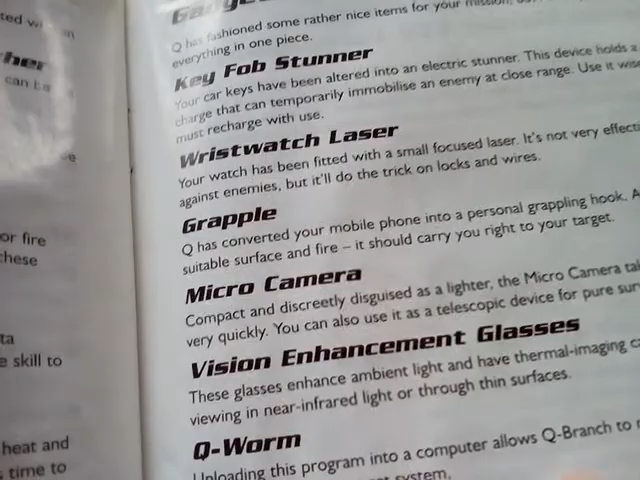 ted
can
or fire
these
ta
e skill to
heat and
time to
Gadgets
Q has fashioned some rather nice items for your mission,
everything in one piece.
Key Fob Stunner
Your car keys have been altered into an electric stunner. This device holds a
charge that can temporarily immobilise an enemy at close range. Use it
must recharge with use.
Wristwatch Laser
Your watch has been fitted with a small focused laser. It's not very
against enemies, but it'll do the trick on locks and wires.
Grapple
Q has converted your mobile phone into a personal grappling hook.
suitable surface and fire – it should carry you right to your target.
Micro Camera
Compact and discreetly disguised as a lighter, the Micro Camera
very quickly. You can also use it as a telescopic device for pure
Vision Enhancement Glasses
These glasses enhance ambient light and have thermal-imaging
viewing in near-infrared light or through thin surfaces.
Q-Worm
Uploading this program into a computer allows Q-Branch to
system.